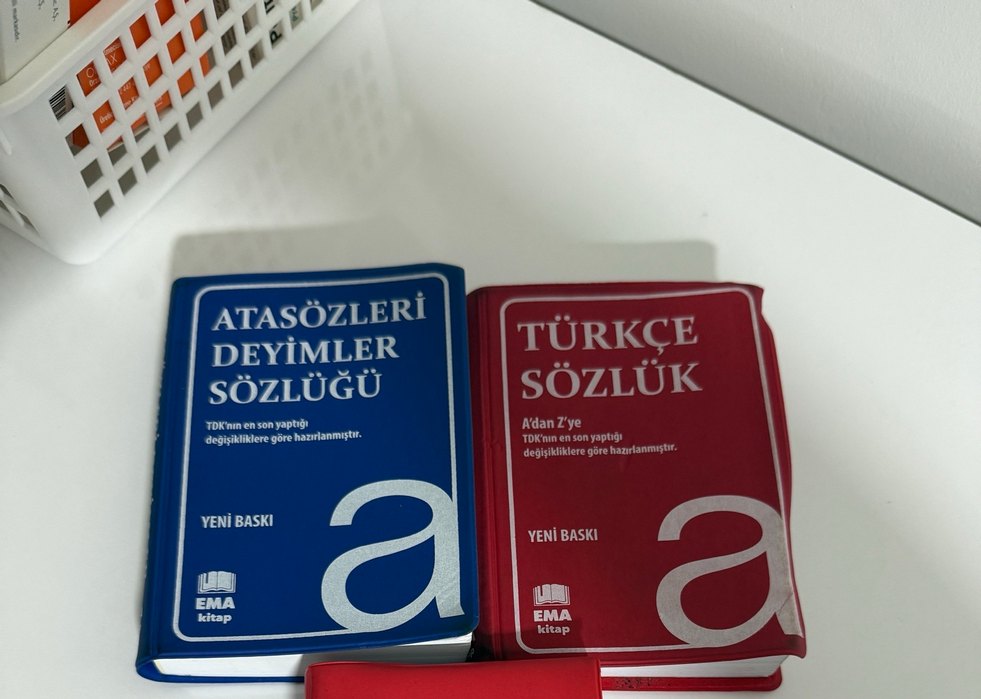 ATASÖZLERİ
DEYİMLER
SÖZLÜĞÜ
TDK'nın en son yaptığı
değişikliklere göre hazırlanmıştır.
YENİ BASKI
a
EMA
kitap
TÜRKÇE
SÖZLÜK
A'dan Z'ye
TDK'nın en son yaptığı
değişikliklere göre hazırlanmıştır.
YENİ BASKI
a
EMA
kitap